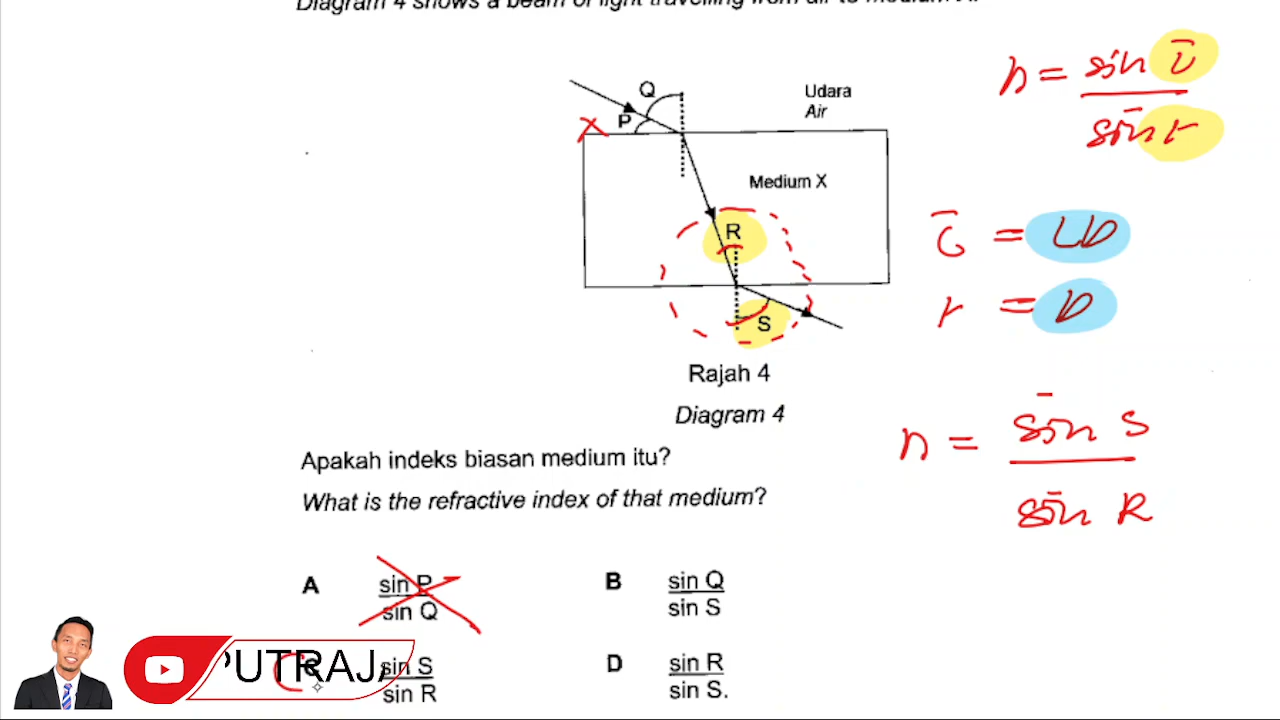 Diagram 4 shows a beam of light travelling from air to medium X.
n = sin i / sin r
Q
P
Udara
Air
Medium X
R
S
i = UD
r = D
Rajah 4
Diagram 4
n = sin S / sin R
Apakah indeks biasan medium itu?
What is the refractive index of that medium?
A sin P / sin Q
B sin Q / sin S
C sin S / sin R
D sin R / sin S.
PUTRAJA